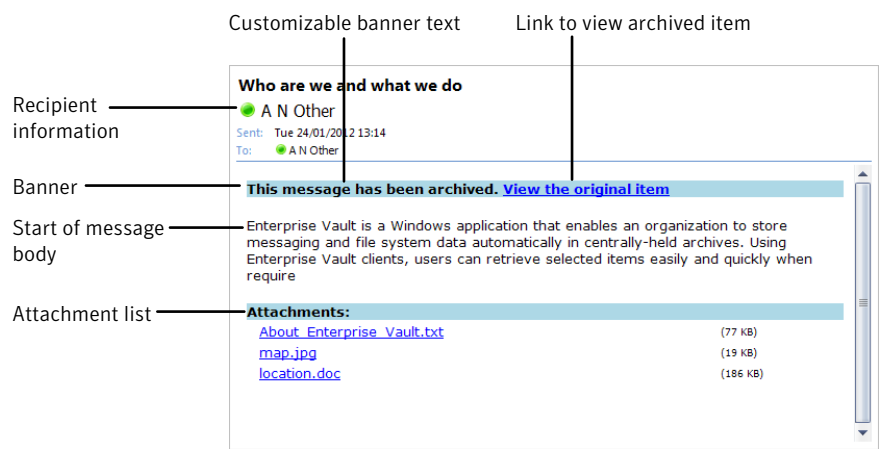 Customizable banner text
Link to view archived item
Who are we and what we do
Recipient
information
A N Other
Sent: Tue 24/01/2012 13:14
To: A N Other
Banner
This message has been archived. View the original item
Start of message
body
Enterprise Vault is a Windows application that enables an organization to store
messaging and file system data automatically in centrally-held archives. Using
Enterprise Vault clients, users can retrieve selected items easily and quickly when
require
Attachment list
Attachments:
About_Enterprise_Vault.txt (77 KB)
map.jpg (19 KB)
location.doc (186 KB)